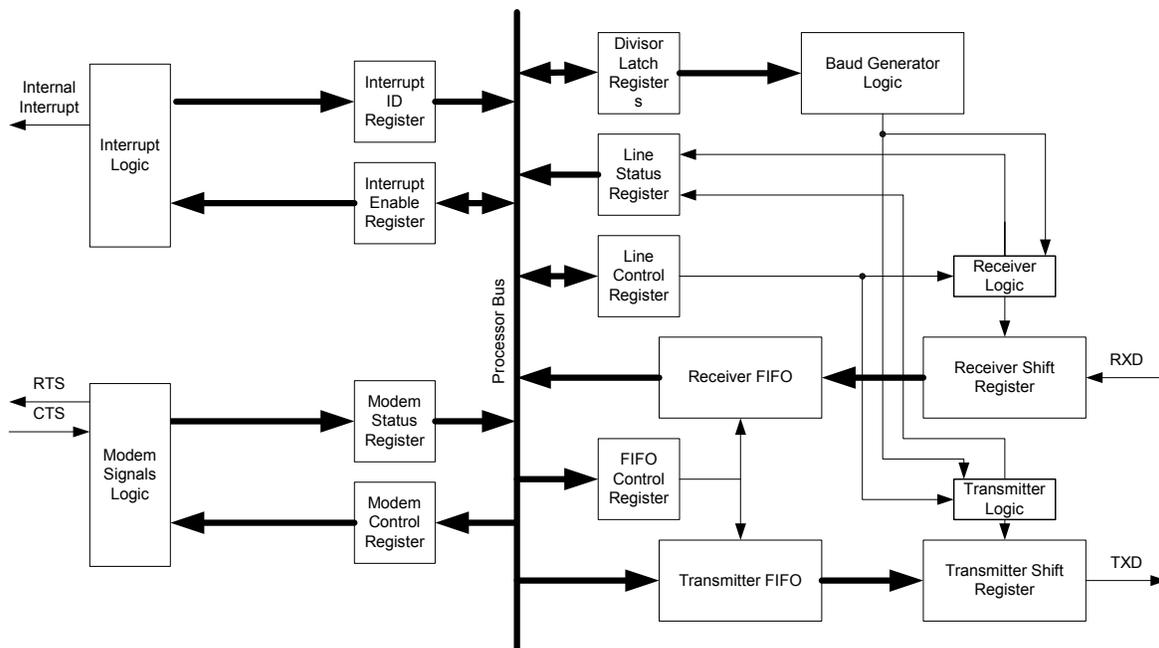 Internal
Interrupt
Interrupt
Logic
Interrupt
ID
Register
Interrupt
Enable
Register
RTS
CTS
Modem
Signals
Logic
Modem
Status
Register
Modem
Control
Register
Processor Bus
Divisor
Latch
Register
s
Baud Generator
Logic
Line
Status
Register
Line
Control
Register
Receiver
Logic
Receiver FIFO
Receiver Shift
Register
RXD
FIFO
Control
Register
Transmitter
Logic
Transmitter FIFO
Transmitter Shift
Register
TXD